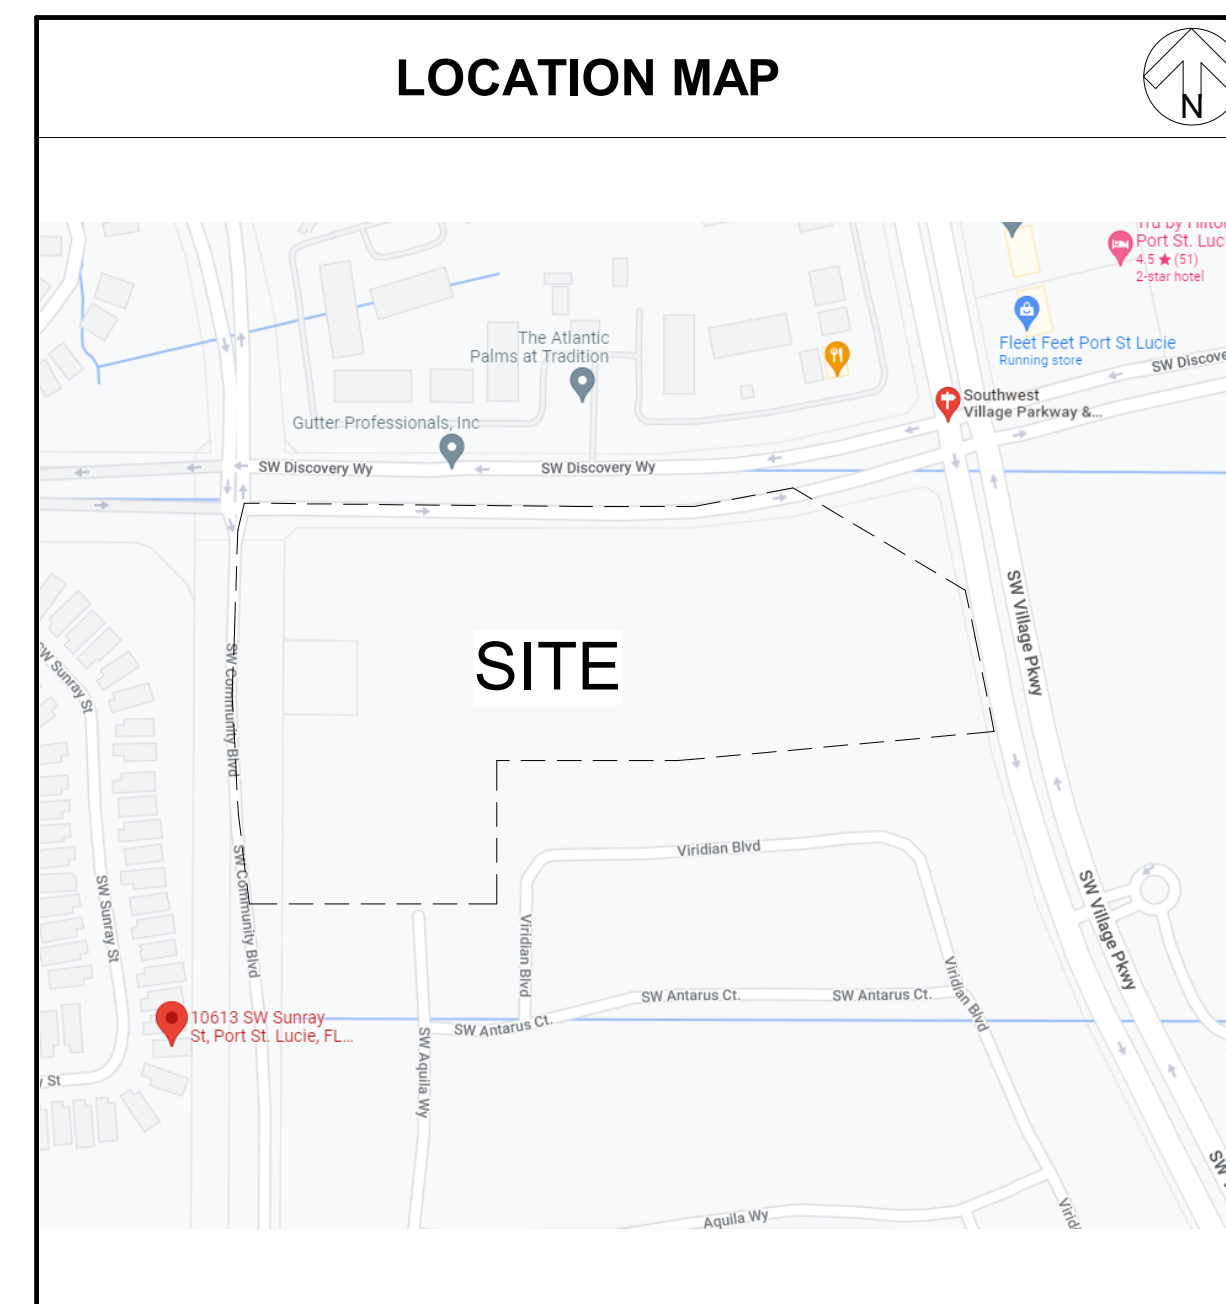 LOCATION MAP
N
Port St. Luc
4.5 ★ (51)
2-star hotel
The Atlantic
Palms at Tradition
Fleet Feet Port St Lucie
Running store
SW Discove
Southwest
Village Parkway &...
Gutter Professionals, Inc
SW Discovery Wy
SW Discovery Wy
SW Village Pkwy
SITE
SW Sunray St
SW Community Blvd
Viridian Blvd
SW Sunray St
SW Community Blvd
SW Village Pkwy
Viridian Blvd
Viridian Blvd
SW Antarus Ct.
SW Antarus Ct.
SW Antarus Ct.
10613 SW Sunray
St, Port St. Lucie, FL...
SW Aquila Wy
St
Aquila Wy
Virid
SW